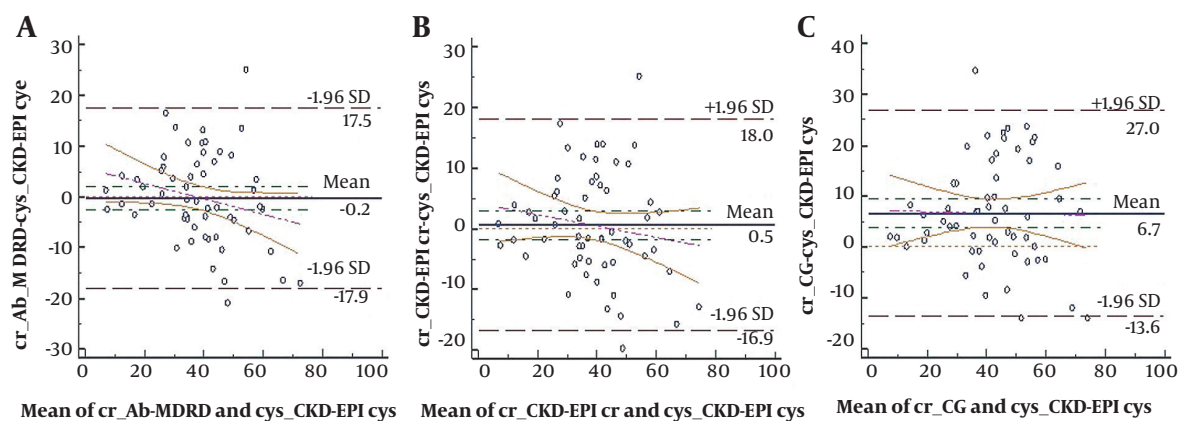 A
cr_Ab_M DRD-cys_CKD-EPI cye
30
20
10
0
-10
-20
-30
-1.96 SD
17.5
Mean
-0.2
-1.96 SD
-17.9
0 20 40 60 80 100
Mean of cr_Ab-MDRD and cys_CKD-EPI cys
B
cr_CKD-EPI cr-cys_CKD-EPI cys
30
20
10
0
-10
-20
+1.96 SD
18.0
Mean
0.5
-1.96 SD
-16.9
0 20 40 60 80 100
Mean of cr_CKD-EPI cr and cys_CKD-EPI cys
C
cr_CG-cys_CKD-EPI cys
40
30
20
10
0
-10
-20
+1.96 SD
27.0
Mean
6.7
-1.96 SD
-13.6
0 20 40 60 80 100
Mean of cr_CG and cys_CKD-EPI cys